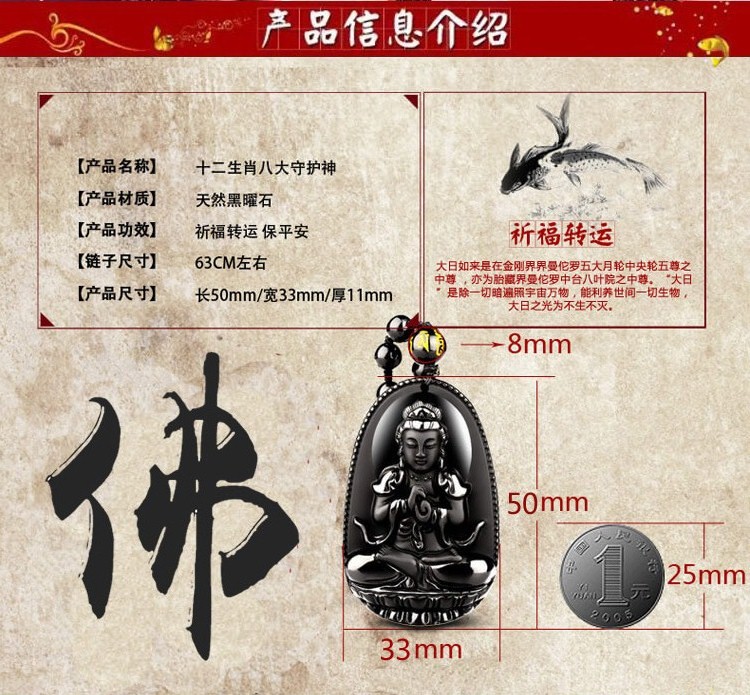 产品信息介绍
【产品名称】 十二生肖八大守护神
【产品材质】 天然黑曜石
【产品功效】 祈福转运 保平安
【链子尺寸】 63CM左右
【产品尺寸】 长50mm/宽33mm/厚11mm
祈福转运
大日如来是在金刚界界曼佗罗五大月轮中央轮五尊之
中尊 ，亦为胎藏界曼佗罗中台八叶院之中尊。 “大日
”是除一切暗遍照宇宙万物，能利养世间一切生物，
大日之光为不生不灭。
8mm
佛
50mm
中国人民银行
1
YI
YUAN
元
2005
25mm
33mm